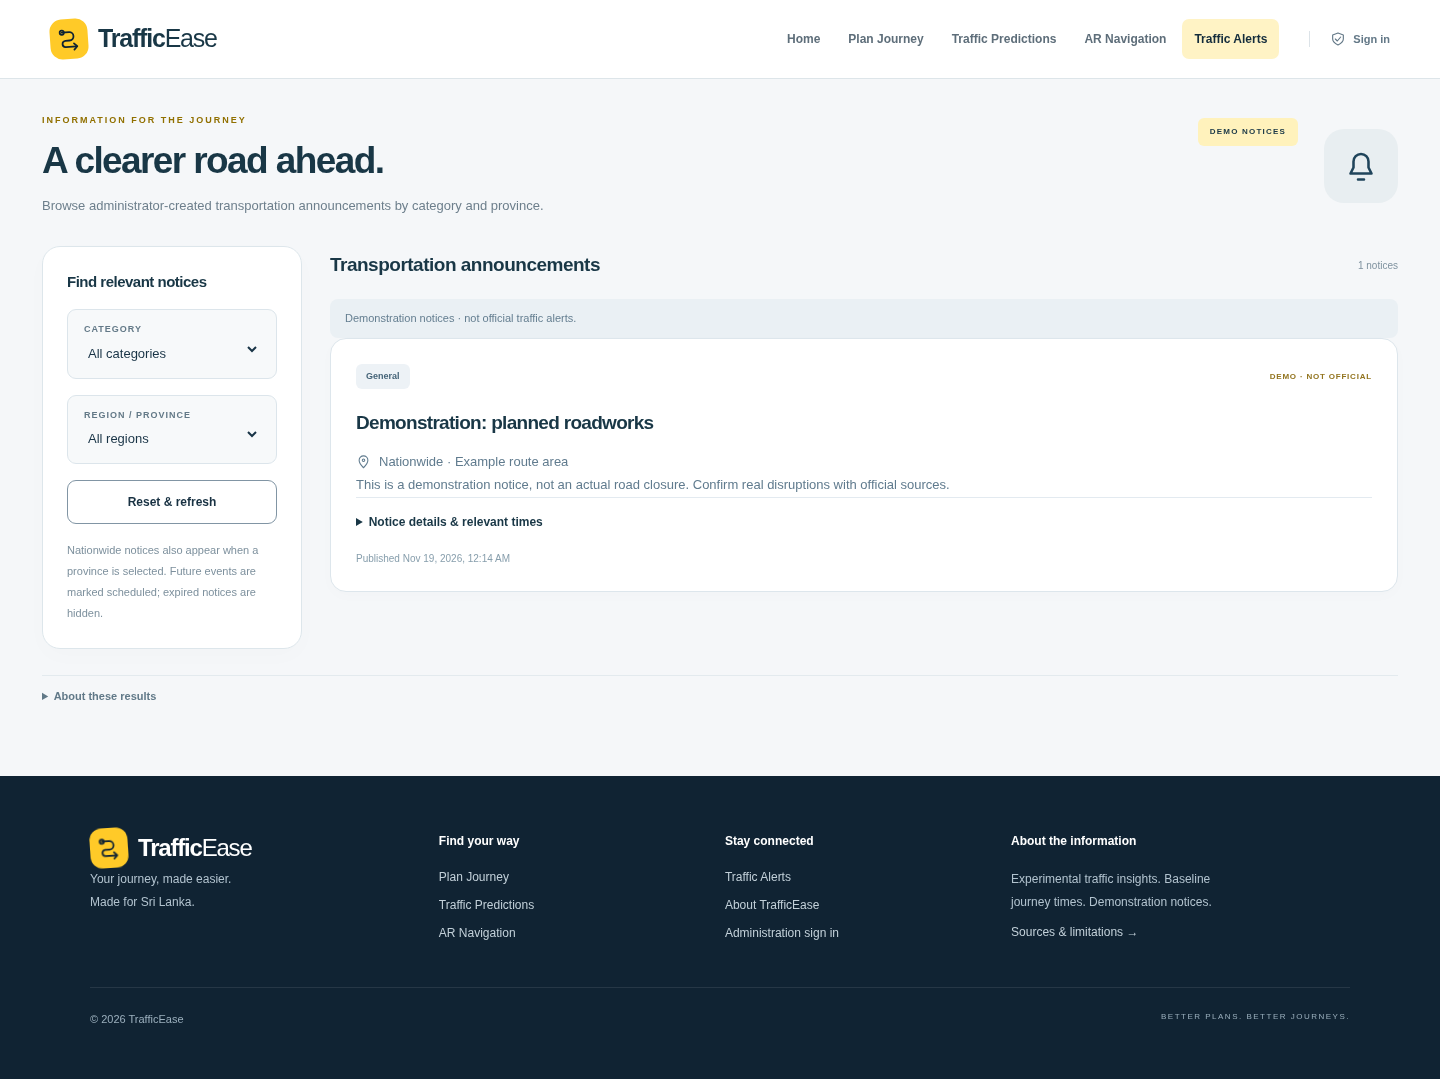 TrafficEase
Home
Plan Journey
Traffic Predictions
AR Navigation
Traffic Alerts
Sign in
INFORMATION FOR THE JOURNEY
A clearer road ahead.
Browse administrator-created transportation announcements by category and province.
DEMO NOTICES
Find relevant notices
CATEGORY
All categories
REGION / PROVINCE
All regions
Reset & refresh
Nationwide notices also appear when a
province is selected. Future events are
marked scheduled; expired notices are
hidden.
Transportation announcements
1 notices
Demonstration notices · not official traffic alerts.
General
DEMO · NOT OFFICIAL
Demonstration: planned roadworks
Nationwide · Example route area
This is a demonstration notice, not an actual road closure. Confirm real disruptions with official sources.
Notice details & relevant times
Published Nov 19, 2026, 12:14 AM
About these results
TrafficEase
Your journey, made easier.
Made for Sri Lanka.
Find your way
Plan Journey
Traffic Predictions
AR Navigation
Stay connected
Traffic Alerts
About TrafficEase
Administration sign in
About the information
Experimental traffic insights. Baseline
journey times. Demonstration notices.
Sources & limitations →
© 2026 TrafficEase
BETTER PLANS. BETTER JOURNEYS.